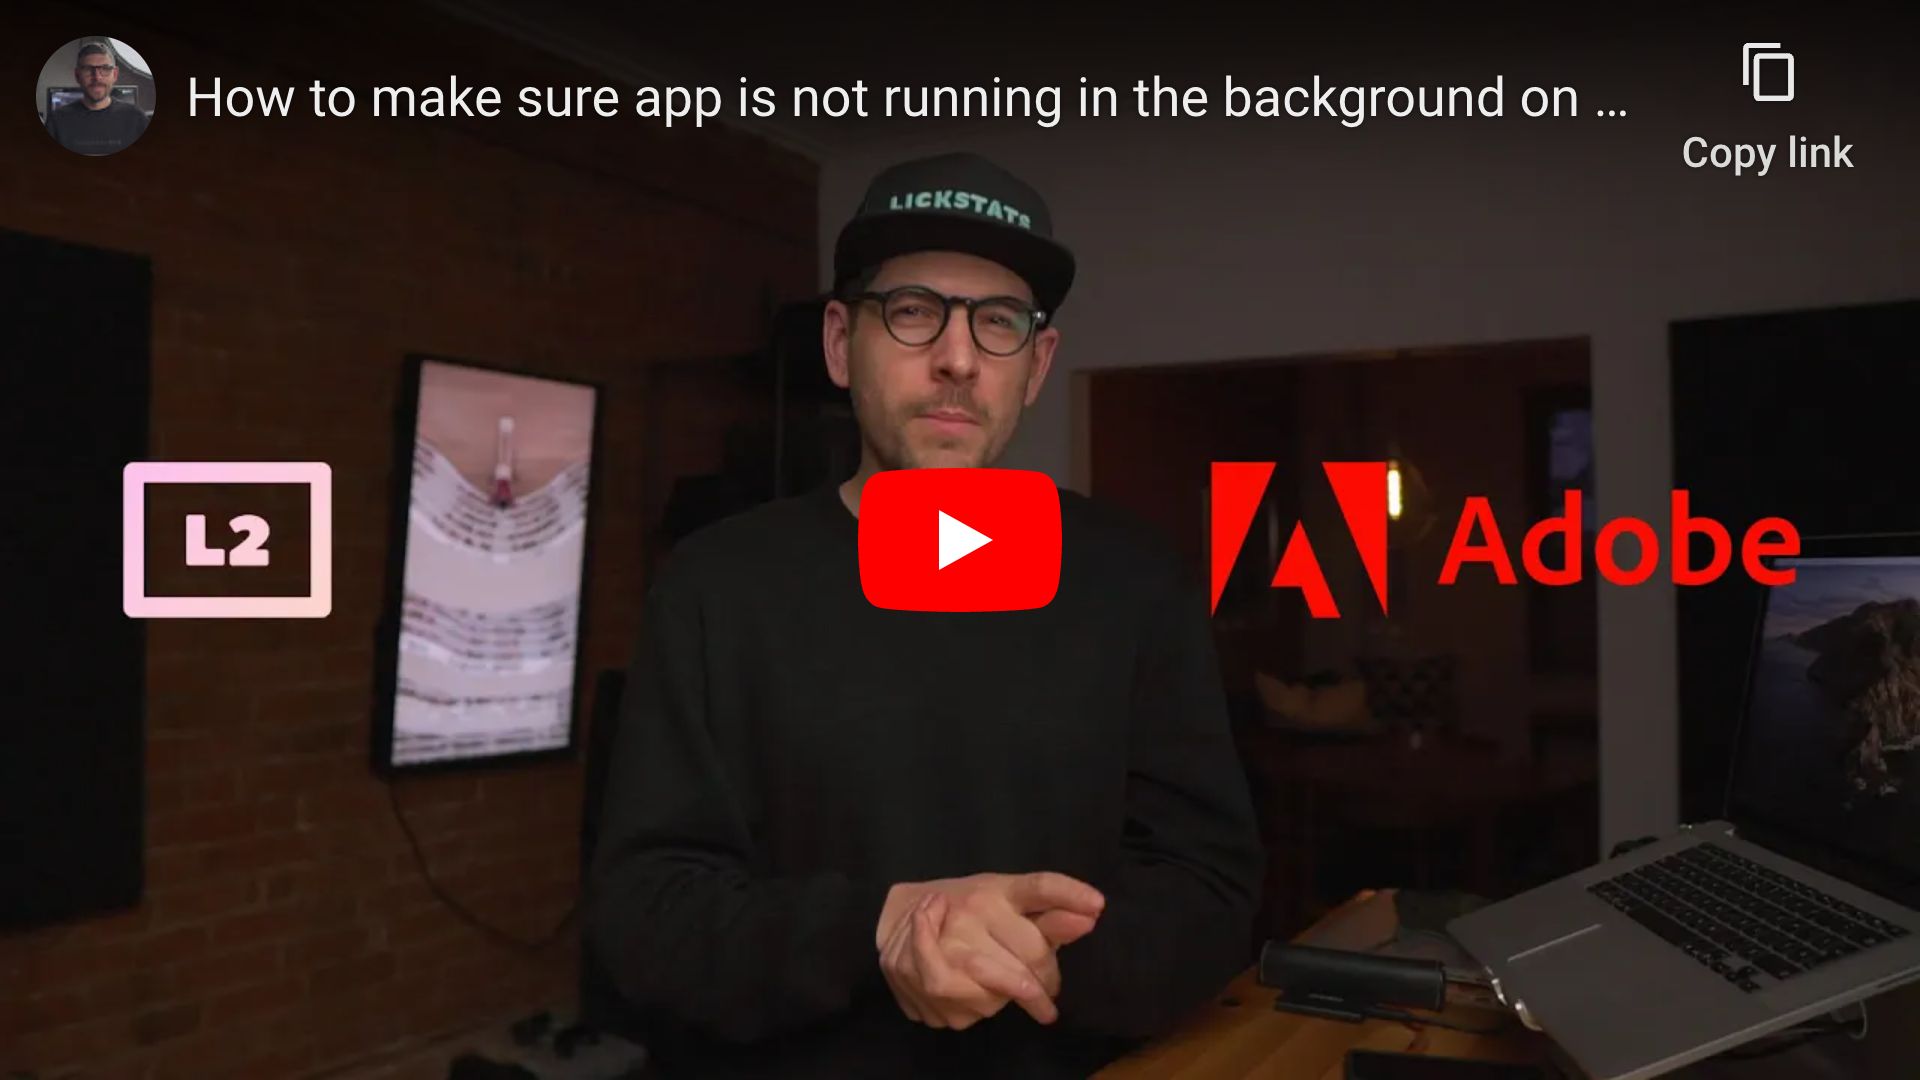 How to make sure app is not running in the background on ...
Copy link
LICKSTATS
L2
Adobe